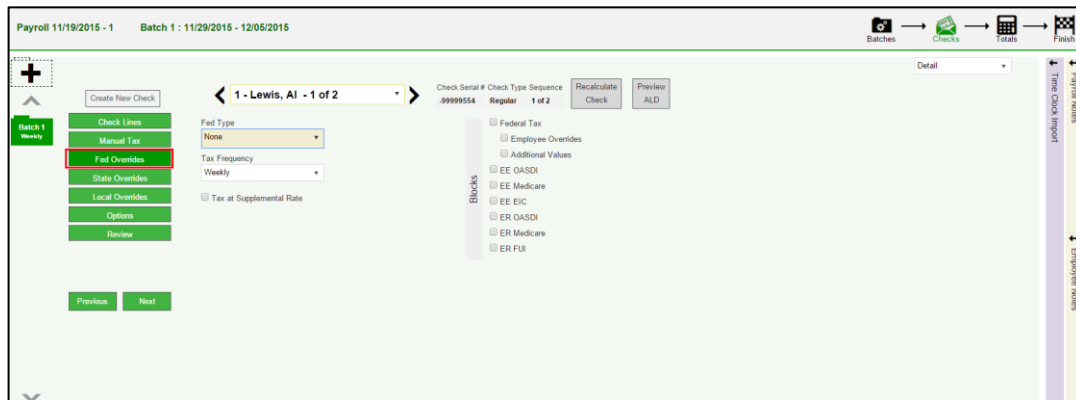 Payroll 11/19/2015 - 1 Batch 1 : 11/29/2015 - 12/05/2015
Batches
Checks
Totals
Finish
Detail
Create New Check
1 - Lewis, Al - 1 of 2
Check Serial # Check Type Sequence
-99999554 Regular 1 of 2
Recalculate
Check
Preview
ALD
Batch 1
Weekly
Check Lines
Manual Tax
Fed Overrides
State Overrides
Local Overrides
Options
Review
Previous
Next
Fed Type
None
Tax Frequency
Weekly
Tax at Supplemental Rate
Blocks
Federal Tax
Employee Overrides
Additional Values
EE OASDI
EE Medicare
EE EIC
ER OASDI
ER Medicare
ER FUI
Time Clock Import
Payroll Notes
Employee Notes